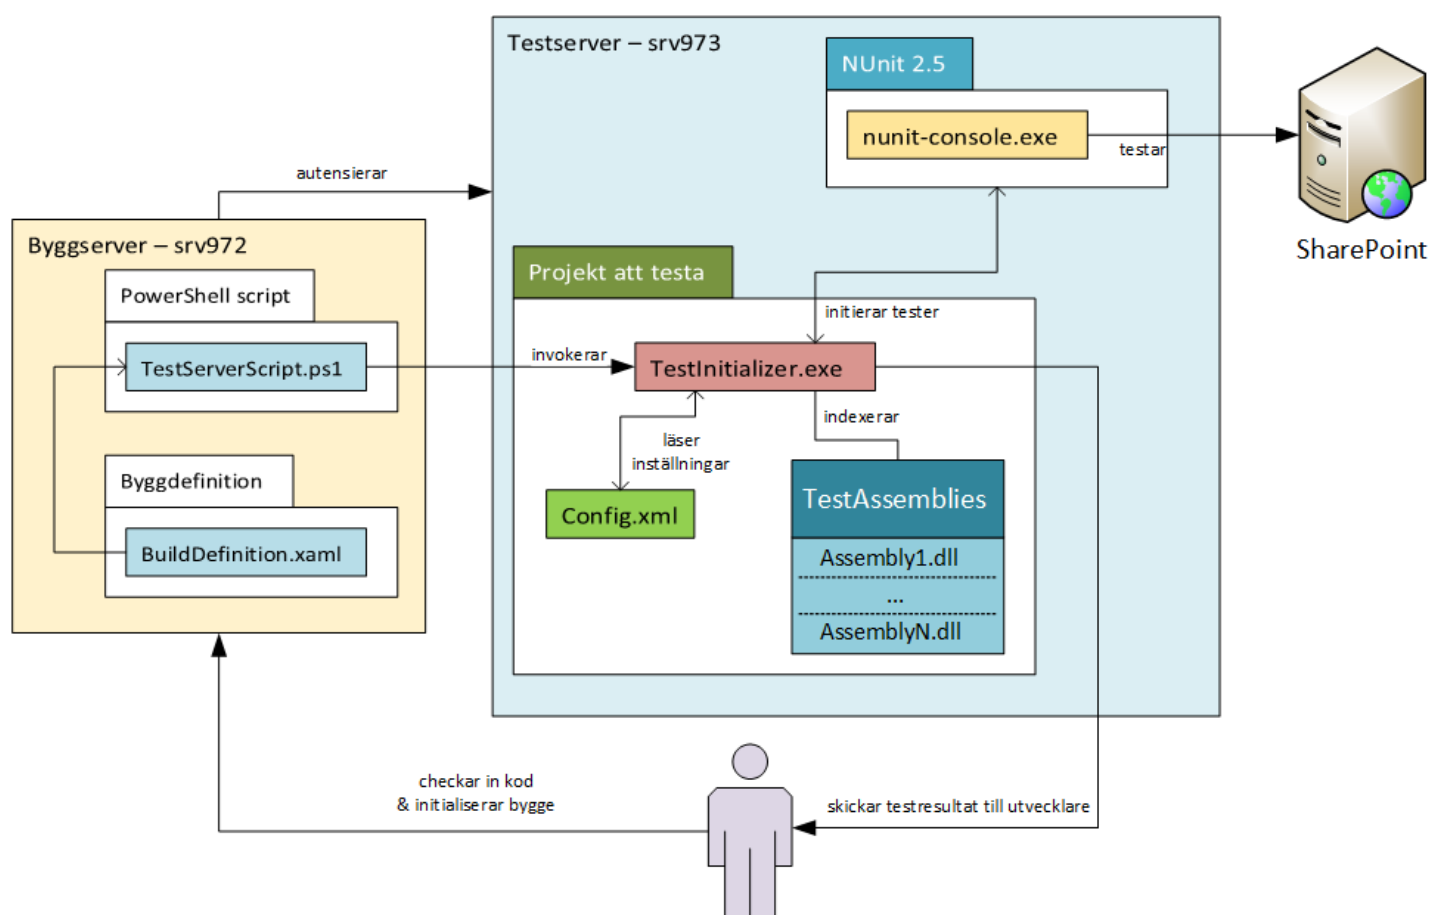 Testserver – srv973
NUnit 2.5
nunit-console.exe
testar
SharePoint
autensierar
Byggserver – srv972
PowerShell script
TestServerScript.ps1
Byggdefinition
BuildDefinition.xaml
Projekt att testa
initierar tester
invokerar
TestInitializer.exe
indexerar
läser
inställningar
Config.xml
TestAssemblies
Assembly1.dll
...
AssemblyN.dll
checkar in kod
& initialiserar bygge
skickar testresultat till utvecklare